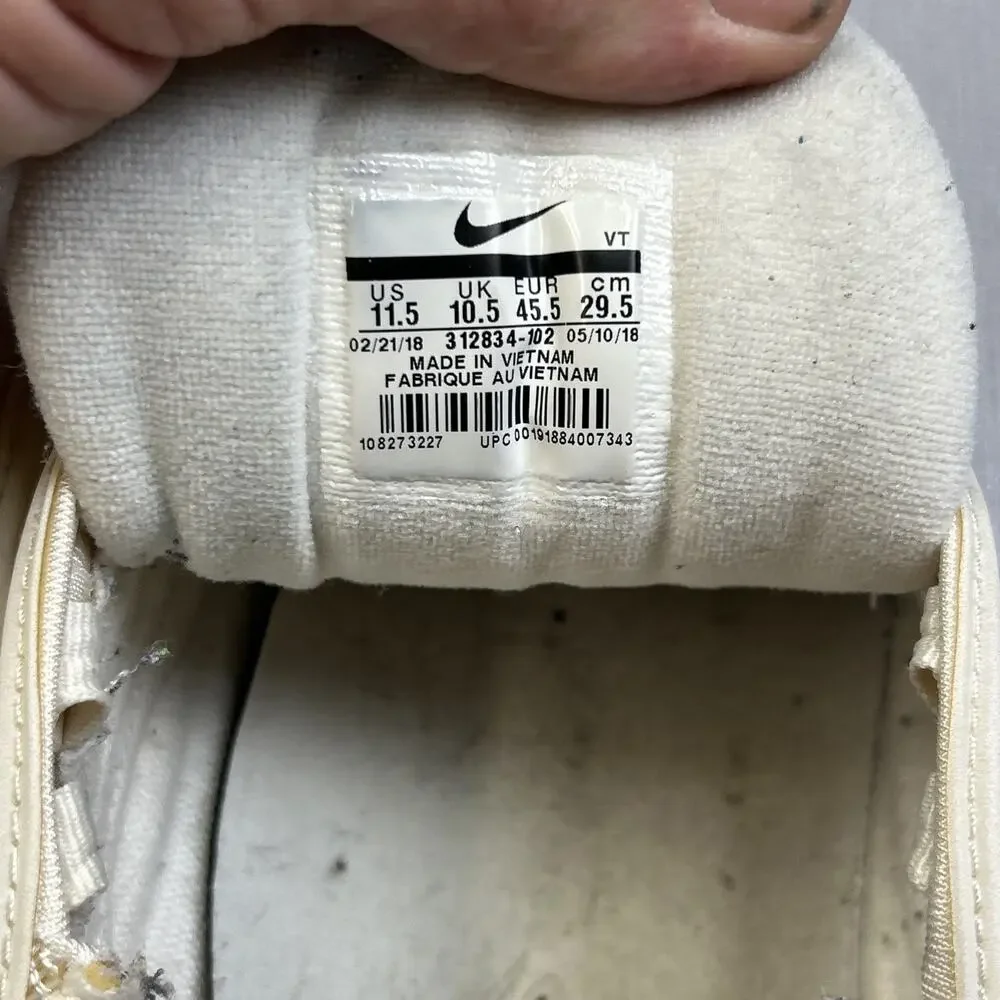 VT
US UK EUR cm
11.5 10.5 45.5 29.5
02/21/18 312834-102 05/10/18
MADE IN VIETNAM
FABRIQUE AU VIETNAM
108273227 UPC 00191884007343